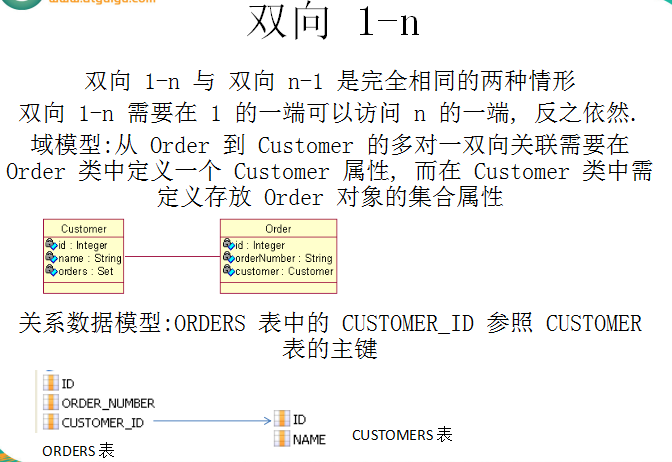 www.atguigu.com
双向 1-n
双向 1-n 与 双向 n-1 是完全相同的两种情形
双向 1-n 需要在 1 的一端可以访问 n 的一端, 反之依然.
域模型:从 Order 到 Customer 的多对一双向关联需要在
Order 类中定义一个 Customer 属性, 而在 Customer 类中需
定义存放 Order 对象的集合属性
Customer
id : Integer
name : String
orders : Set
Order
id : Integer
orderNumber : String
customer : Customer
关系数据模型:ORDERS 表中的 CUSTOMER_ID 参照 CUSTOMER
表的主键
ID
ORDER_NUMBER
CUSTOMER_ID
ORDERS 表
ID
NAME
CUSTOMERS 表